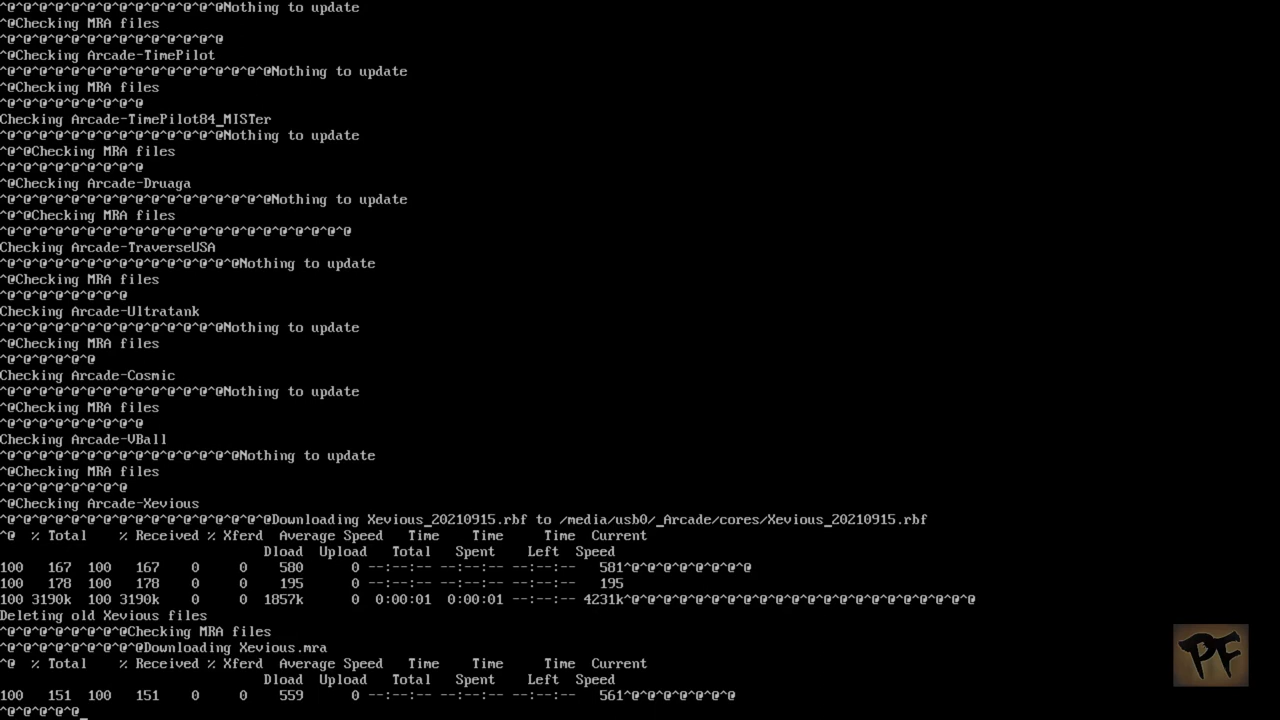 ^@^@^@^@^@^@^@^@^@^@^@^@^@^@Nothing to update
^@Checking MRA files
^@^@^@^@^@^@^@^@^@^@^@^@^@^@
^@Checking Arcade-TimePilot
^@^@^@^@^@^@^@^@^@^@^@^@^@^@^@^@^@Nothing to update
^@Checking MRA files
^@^@^@^@^@^@^@^@^@
Checking Arcade-TimePilot84_MISTer
^@^@^@^@^@^@^@^@^@^@^@^@^@^@Nothing to update
^@^@Checking MRA files
^@^@^@^@^@^@^@^@^@
^@Checking Arcade-Druaga
^@^@^@^@^@^@^@^@^@^@^@^@^@^@^@^@^@Nothing to update
^@^@Checking MRA files
^@^@^@^@^@^@^@^@^@^@^@^@^@^@^@^@^@^@^@^@^@^@
Checking Arcade-TraverseUSA
^@^@^@^@^@^@^@^@^@^@^@^@^@^@^@Nothing to update
^@Checking MRA files
^@^@^@^@^@^@^@^@
Checking Arcade-Ultratank
^@^@^@^@^@^@^@^@^@^@^@^@^@^@Nothing to update
^@Checking MRA files
^@^@^@^@^@^@
Checking Arcade-Cosmic
^@^@^@^@^@^@^@^@^@^@^@^@^@^@Nothing to update
^@Checking MRA files
^@^@^@^@^@^@^@^@^@
Checking Arcade-VBall
^@^@^@^@^@^@^@^@^@^@^@^@^@^@^@Nothing to update
^@Checking MRA files
^@^@^@^@^@^@^@^@
^@Checking Arcade-Xevious
^@^@^@^@^@^@^@^@^@^@^@^@^@^@^@^@^@Downloading Xevious_20210915.rbf to /media/usb0/_Arcade/cores/Xevious_20210915.rbf
^@  % Total    % Received % Xferd  Average Speed   Time    Time     Time  Current
                                 Dload  Upload   Total   Spent    Left  Speed
100   167  100   167    0     0    580      0 --:--:-- --:--:-- --:--:--   581^@^@^@^@^@^@^@^@
100   178  100   178    0     0    195      0 --:--:-- --:--:-- --:--:--   195
100 3190k  100 3190k    0     0  1857k      0  0:00:01  0:00:01 --:--:-- 4231k^@^@^@^@^@^@^@^@^@^@^@^@^@^@^@^@^@^@^@^@^@^@
Deleting old Xevious files
^@^@^@^@^@^@^@^@Checking MRA files
^@^@^@^@^@^@^@^@^@Downloading Xevious.mra
^@  % Total    % Received % Xferd  Average Speed   Time    Time     Time  Current
                                 Dload  Upload   Total   Spent    Left  Speed
100   151  100   151    0     0    559      0 --:--:-- --:--:-- --:--:--   561^@^@^@^@^@^@^@
^@^@^@^@^@_
PF